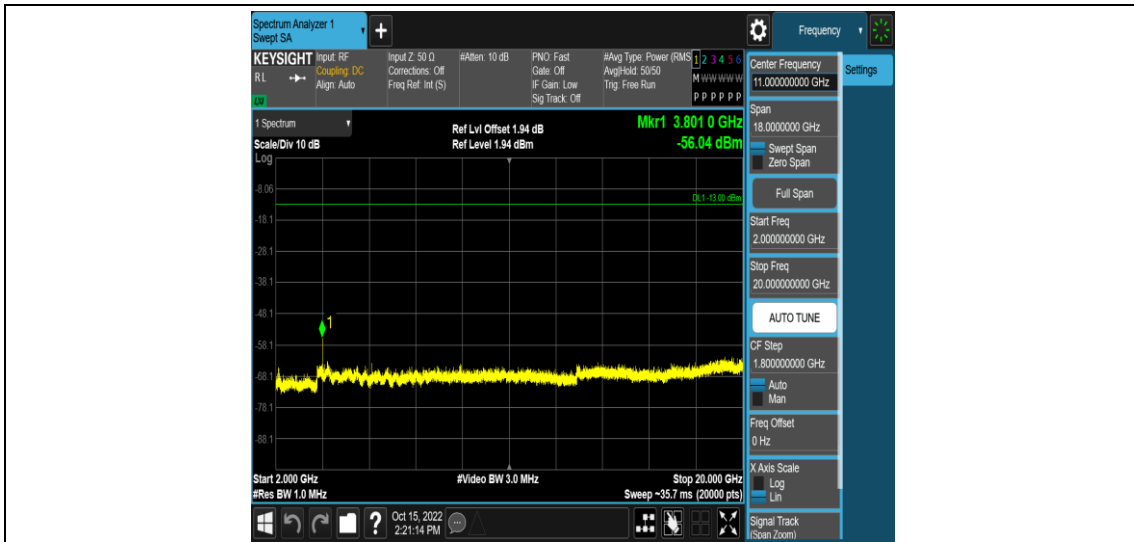 Spectrum Analyzer 1
Swept SA
Frequency
KEYSIGHT
RL
LXI
Input: RF
Coupling: DC
Align: Auto
Input Z: 50 Ω
Corrections: Off
Freq Ref: Int (S)
#Atten: 10 dB
PNO: Fast
Gate: Off
IF Gain: Low
Sig Track: Off
#Avg Type: Power (RMS
Avg|Hold: 50/50
Trig: Free Run
1 2 3 4 5 6
M W W W W W
P P P P P P
1 Spectrum
Scale/Div 10 dB
Log
Ref Lvl Offset 1.94 dB
Ref Level 1.94 dBm
Mkr1 3.801 0 GHz
-56.04 dBm
DL1 -13.00 dBm
-8.06
-18.1
-28.1
-38.1
-48.1
-58.1
-68.1
-78.1
-88.1
1
Start 2.000 GHz
#Res BW 1.0 MHz
#Video BW 3.0 MHz
Stop 20.000 GHz
Sweep ~35.7 ms (20000 pts)
Oct 15, 2022
2:21:14 PM
Center Frequency
11.000000000 GHz
Settings
Span
18.0000000 GHz
Swept Span
Zero Span
Full Span
Start Freq
2.000000000 GHz
Stop Freq
20.000000000 GHz
AUTO TUNE
CF Step
1.800000000 GHz
Auto
Man
Freq Offset
0 Hz
X Axis Scale
Log
Lin
Signal Track
(Span Zoom)